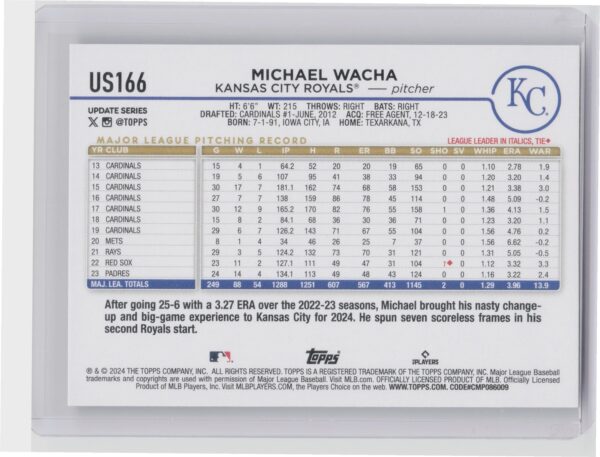 US166
MICHAEL WACHA
KANSAS CITY ROYALS® — pitcher
KC
UPDATE SERIES
@TOPPS
HT: 6'6" WT: 215 THROWS: RIGHT BATS: RIGHT
DRAFTED: CARDINALS #1-JUNE, 2012 ACQ: FREE AGENT, 12-18-23
BORN: 7-1-91, IOWA CITY, IA HOME: TEXARKANA, TX
MAJOR LEAGUE PITCHING RECORD LEAGUE LEADER IN ITALICS, TIE♦
YR CLUB G W L IP H R ER BB SO SHO SV WHIP ERA WAR
13 CARDINALS 15 4 1 64.2 52 20 20 19 65 0 0 1.10 2.78 1.9
14 CARDINALS 19 5 6 107 95 41 38 33 94 0 0 1.20 3.20 1.4
15 CARDINALS 30 17 7 181.1 162 74 68 58 153 0 0 1.21 3.38 3.0
16 CARDINALS 27 7 7 138 159 86 78 45 114 0 0 1.48 5.09 -0.2
17 CARDINALS 30 12 9 165.2 170 82 76 55 158 1 0 1.36 4.13 1.5
18 CARDINALS 15 8 2 84.1 68 36 30 36 71 0 0 1.23 3.20 1.1
19 CARDINALS 29 6 7 126.2 143 71 67 55 104 0 0 1.56 4.76 0.2
20 METS 8 1 4 34 46 26 25 7 37 0 0 1.56 6.62 -0.2
21 RAYS 29 3 5 124.2 132 73 70 31 121 0 0 1.31 5.05 -0.5
22 RED SOX 23 11 2 127.1 111 49 47 31 104 1♦ 0 1.12 3.32 3.3
23 PADRES 24 14 4 134.1 113 49 48 43 124 0 0 1.16 3.22 2.4
MAJ. LEA. TOTALS 249 88 54 1288 1251 607 567 413 1145 2 0 1.29 3.96 13.9
After going 25-6 with a 3.27 ERA over the 2022-23 seasons, Michael brought his nasty change-
up and big-game experience to Kansas City for 2024. He spun seven scoreless frames in his
second Royals start.
Topps
PLAYERS
® & © 2024 THE TOPPS COMPANY, INC. ALL RIGHTS RESERVED. TOPPS IS A REGISTERED TRADEMARK OF THE TOPPS COMPANY, INC. Major League Baseball
trademarks and copyrights are used with permission of Major League Baseball. Visit MLB.com. OFFICIALLY LICENSED PRODUCT OF MLB. Officially Licensed
Product of MLB Players, Inc. Visit MLBPLAYERS.COM, the Players Choice on the web. WWW.TOPPS.COM. CODE#CMP086009